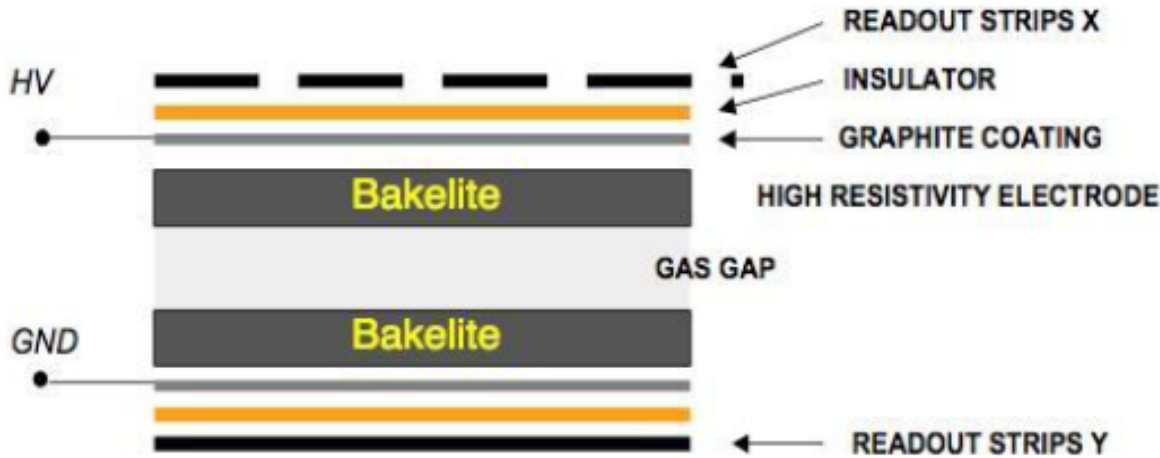 READOUT STRIPS X
HV
INSULATOR
GRAPHITE COATING
Bakelite
HIGH RESISTIVITY ELECTRODE
GAS GAP
GND
Bakelite
READOUT STRIPS Y